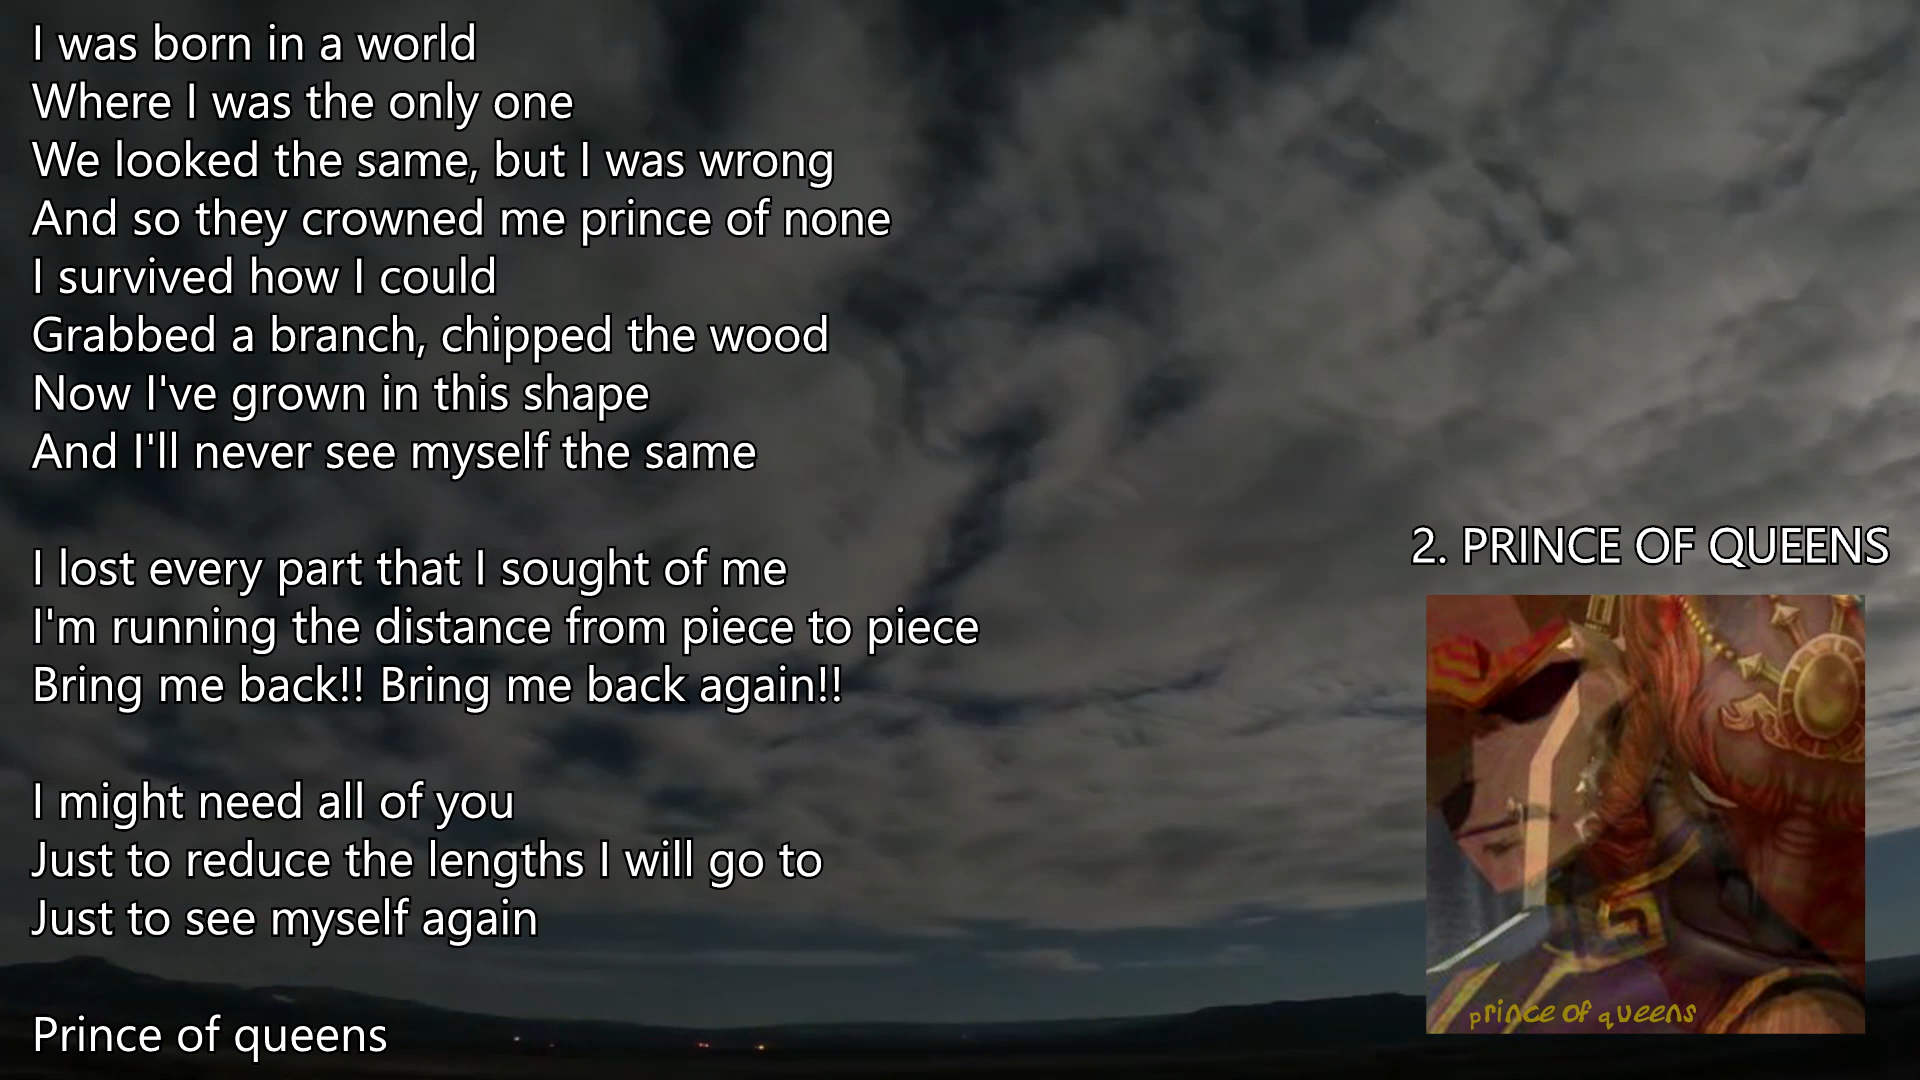 I was born in a world
Where I was the only one
We looked the same, but I was wrong
And so they crowned me prince of none
I survived how I could
Grabbed a branch, chipped the wood
Now I've grown in this shape
And I'll never see myself the same
I lost every part that I sought of me
I'm running the distance from piece to piece
Bring me back!! Bring me back again!!
I might need all of you
Just to reduce the lengths I will go to
Just to see myself again
Prince of queens
2. PRINCE OF QUEENS
prince of queens